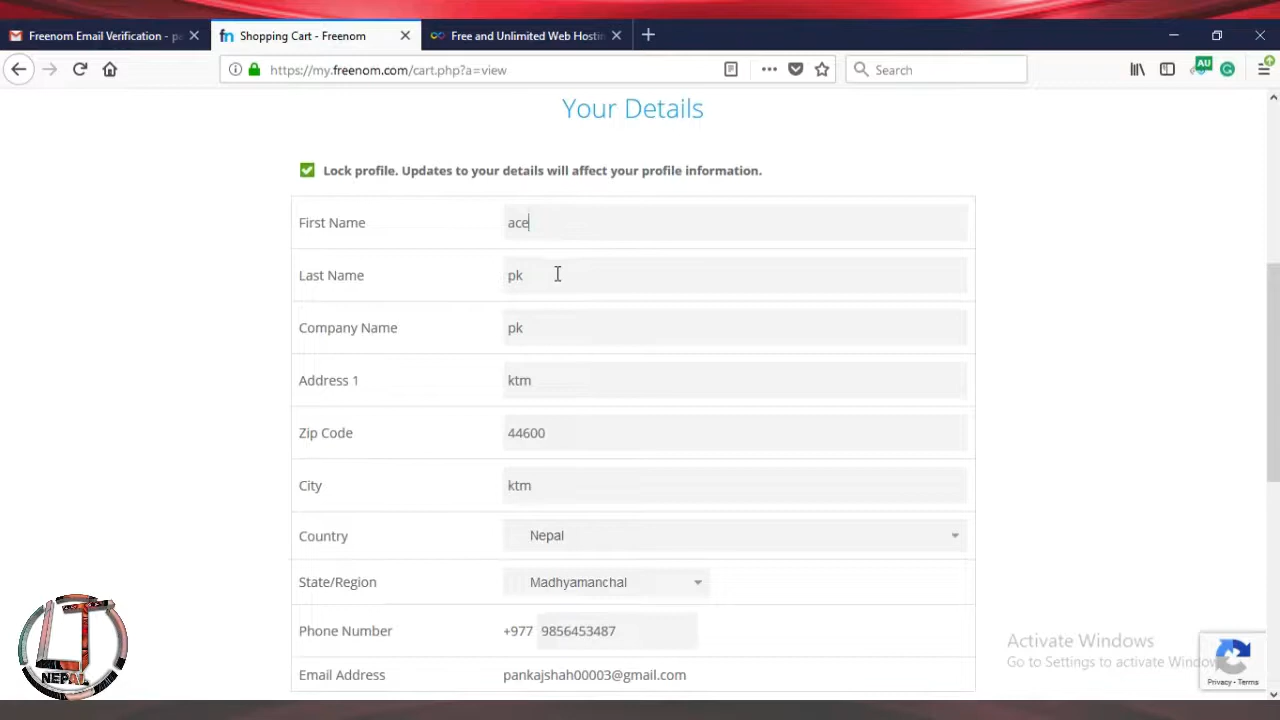 Freenom Email Verification - pa
Shopping Cart - Freenom
Free and Unlimited Web Hostin
https://my.freenom.com/cart.php?a=view
Search
AU
Your Details
Lock profile. Updates to your details will affect your profile information.
First Name ace
Last Name pk
Company Name pk
Address 1 ktm
Zip Code 44600
City ktm
Country Nepal
State/Region Madhyamanchal
Phone Number +977 9856453487
Email Address pankajshah00003@gmail.com
Activate Windows
Go to Settings to activate Windows
Privacy - Terms
LT
NEPAL